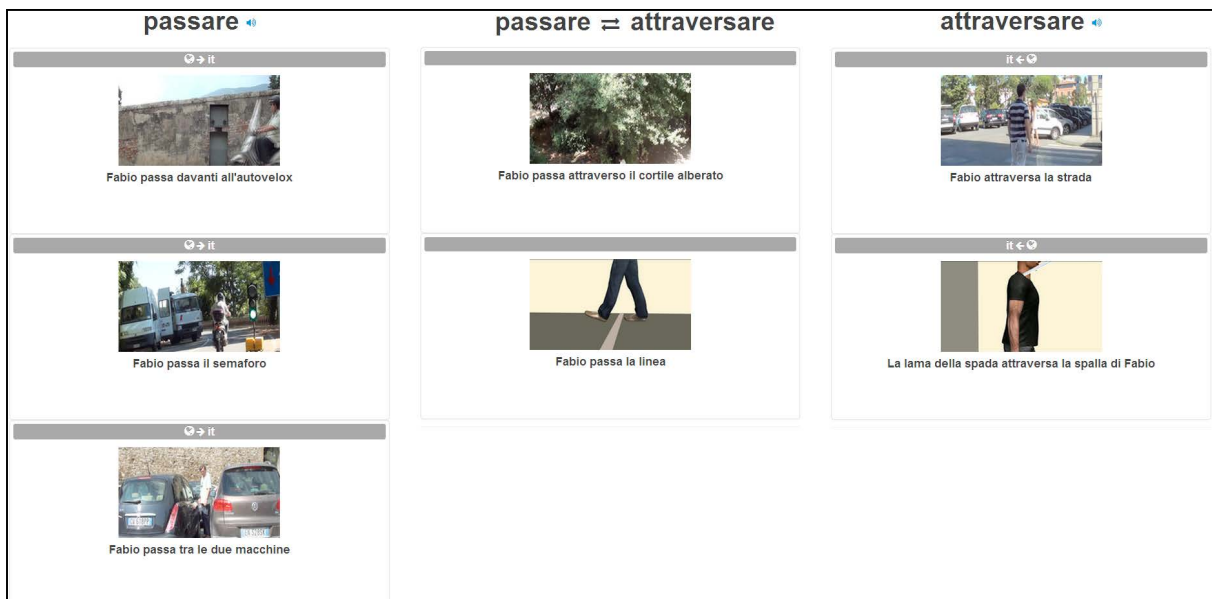 passare
passare ⇄ attraversare
attraversare
→ it
it ←
Fabio passa davanti all'autovelox
Fabio passa attraverso il cortile alberato
Fabio attraversa la strada
→ it
it ←
Fabio passa il semaforo
Fabio passa la linea
La lama della spada attraversa la spalla di Fabio
→ it
Fabio passa tra le due macchine